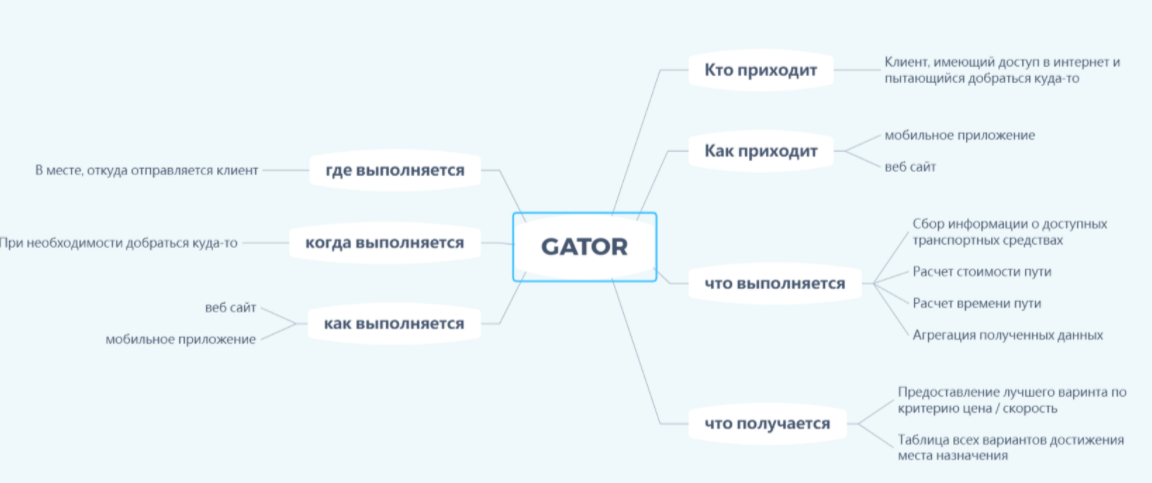 GATOR
Кто приходит
Клиент, имеющий доступ в интернет и
пытающийся добраться куда-то
Как приходит
мобильное приложение
веб сайт
что выполняется
Сбор информации о доступных
транспортных средствах
Расчет стоимости пути
Расчет времени пути
Агрегация полученных данных
что получается
Предоставление лучшего варинта по
критерию цена / скорость
Таблица всех вариантов достижения
места назначения
где выполняется
В месте, откуда отправляется клиент
когда выполняется
При необходимости добраться куда-то
как выполняется
веб сайт
мобильное приложение